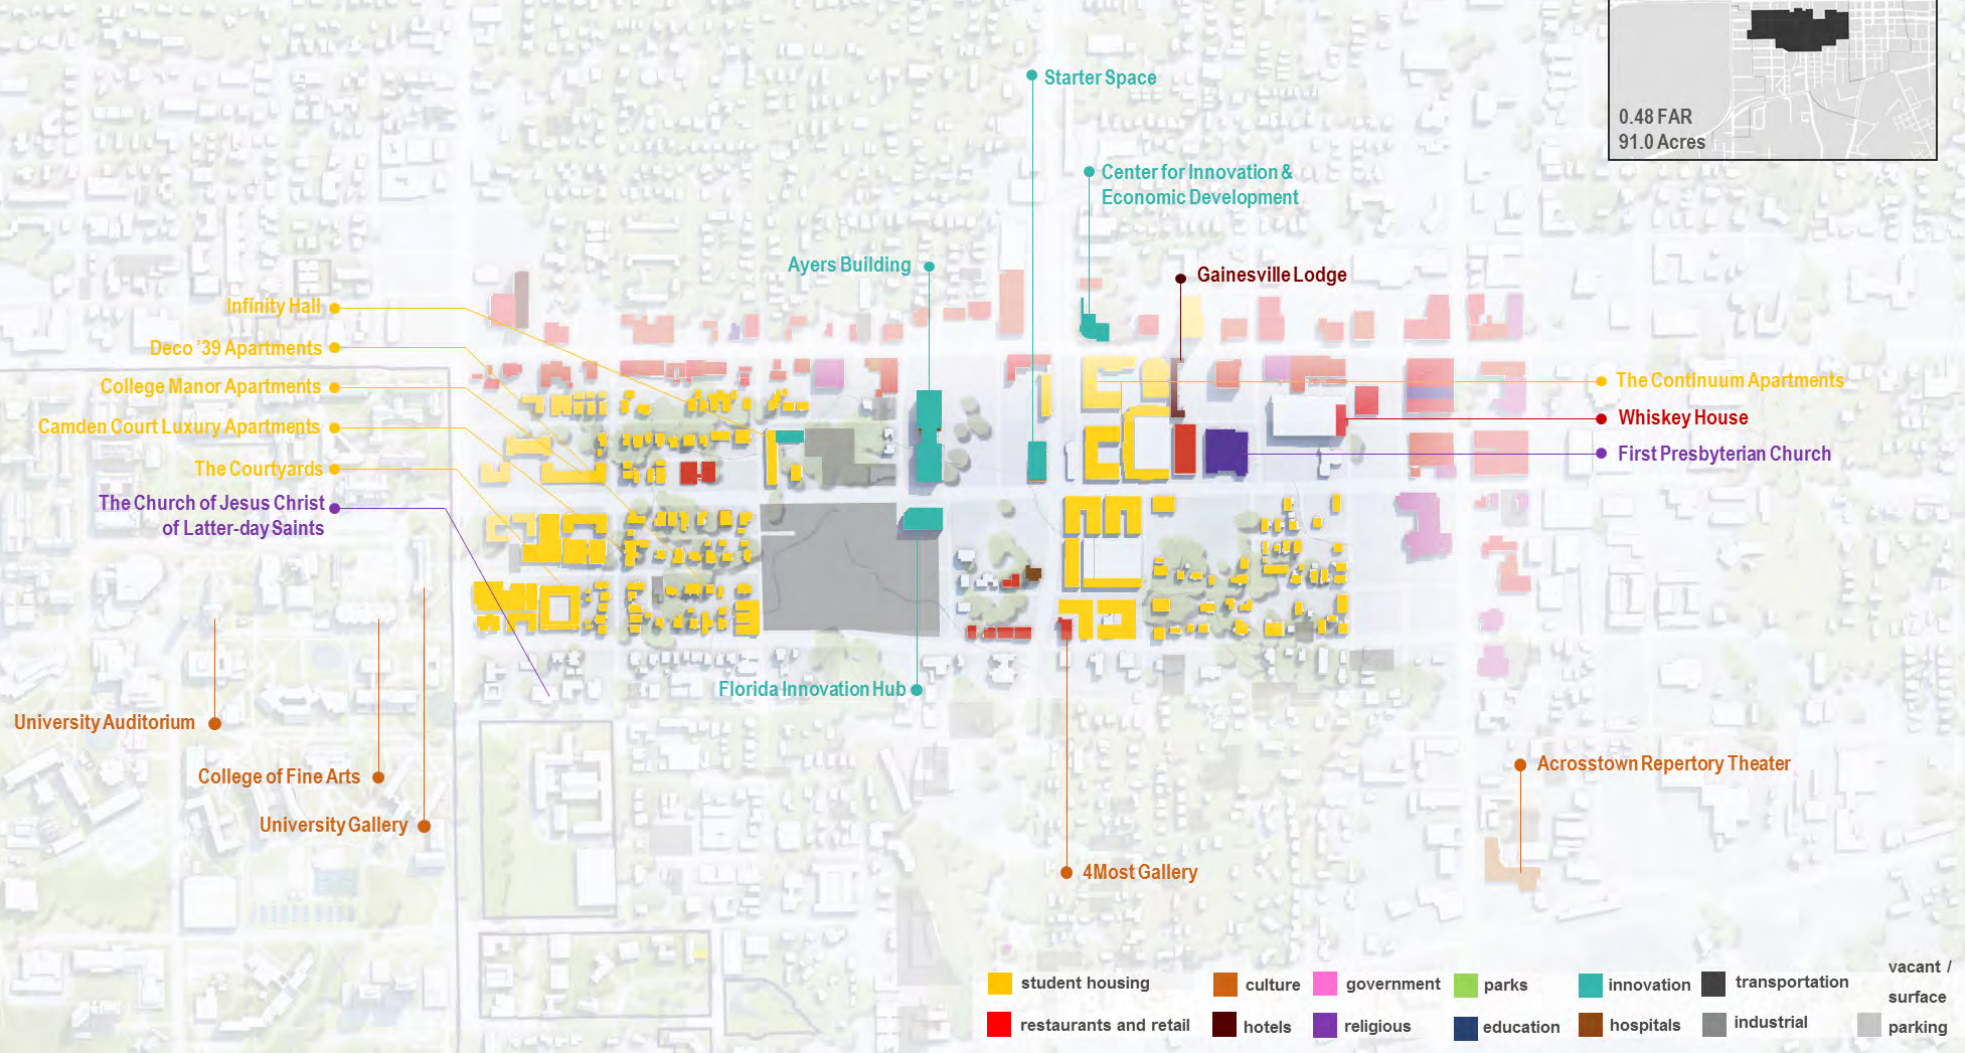 0.48 FAR
91.0 Acres
Starter Space
Center for Innovation &
Economic Development
Ayers Building
Gainesville Lodge
Infinity Hall
Deco '39 Apartments
College Manor Apartments
Camden Court Luxury Apartments
The Courtyards
The Church of Jesus Christ
of Latter-day Saints
The Continuum Apartments
Whiskey House
First Presbyterian Church
Florida Innovation Hub
University Auditorium
College of Fine Arts
University Gallery
4Most Gallery
Acrosstown Repertory Theater
student housing
culture
government
parks
innovation
transportation
vacant /
surface
parking
restaurants and retail
hotels
religious
education
hospitals
industrial